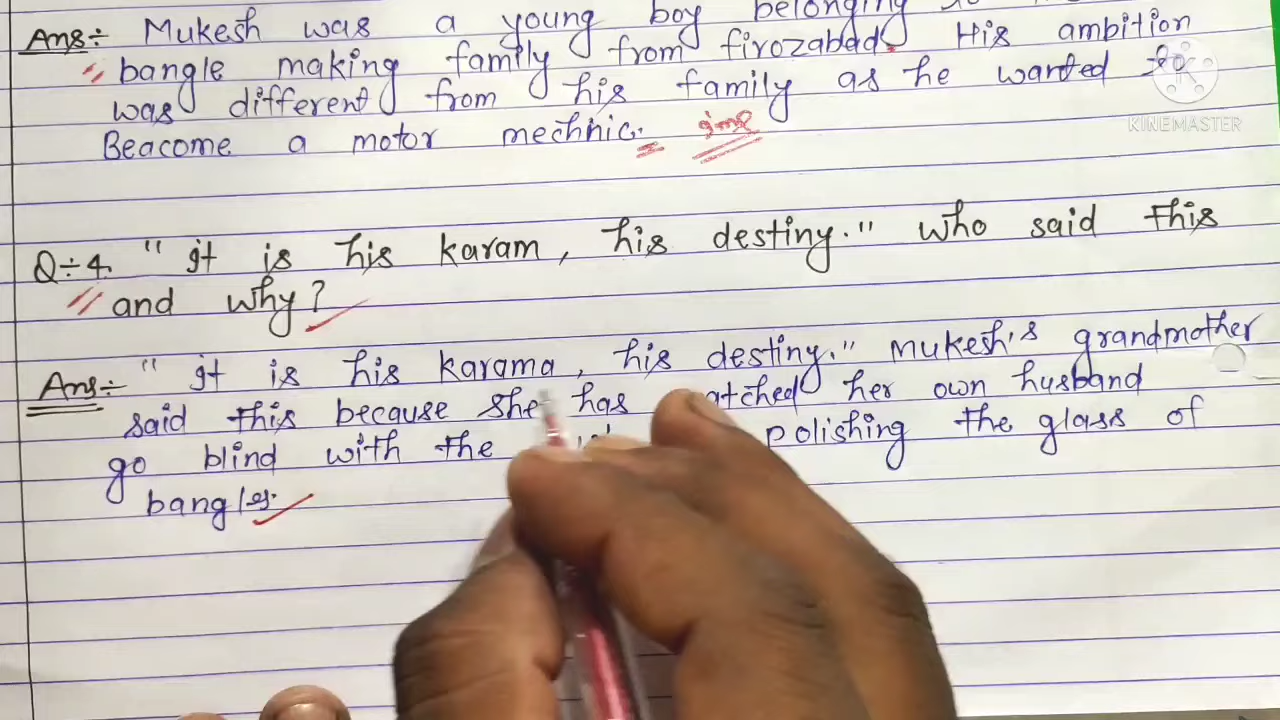 Ans÷ Mukesh was a young boy belonging
bangle making family from firozabad. His ambition
was different from his family as he wanted to
Beacome a motor mechnic. imp
KINEMASTER
Q÷4. "it is his karam, his destiny." who said this
and why?
Ans÷ "it is his karama, his destiny." Mukesh's grandmother
said this because she has her own husband
go blind with the polishing the glass of
bangles.